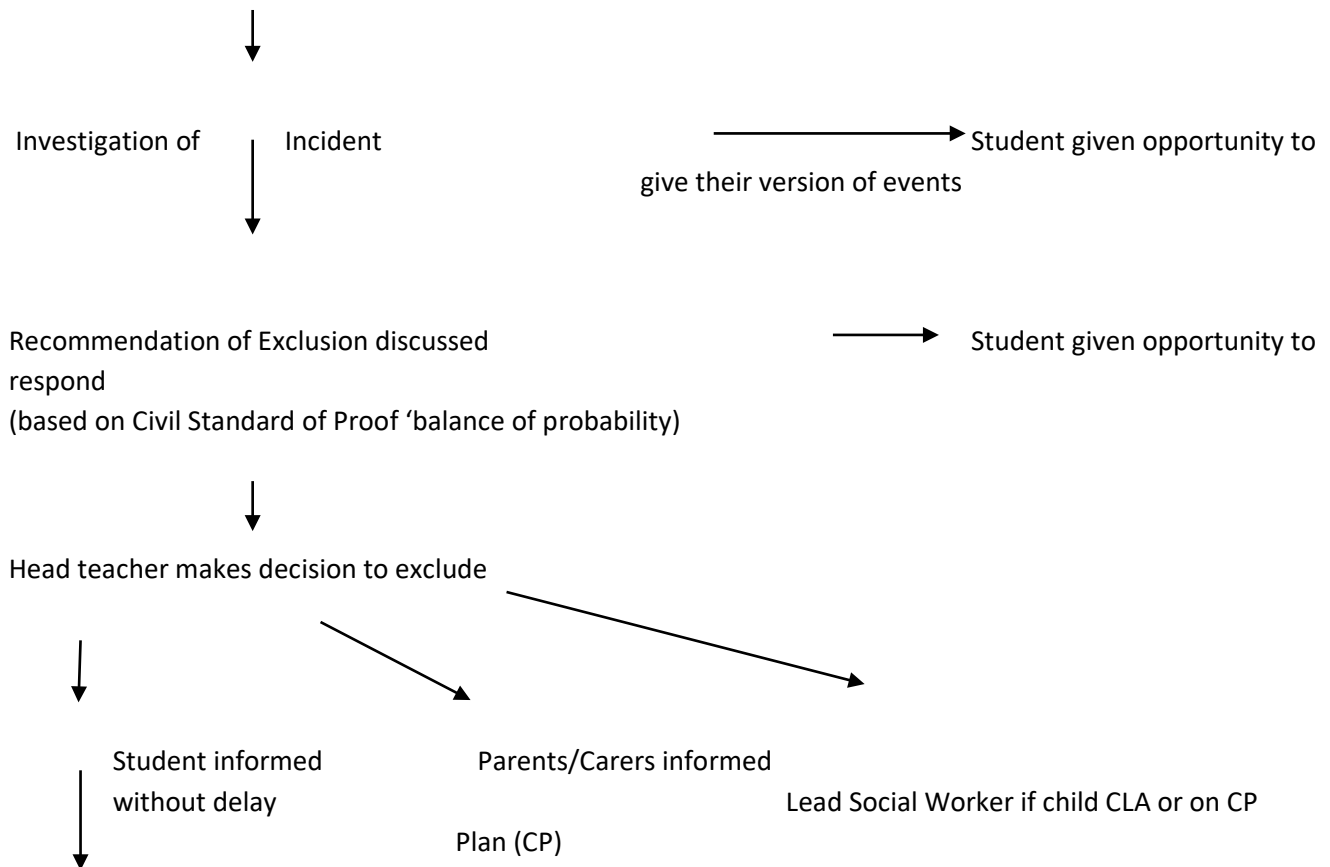 Investigation of Incident Student given opportunity to
give their version of events
Recommendation of Exclusion discussed Student given opportunity to
respond
(based on Civil Standard of Proof ‘balance of probability)
Head teacher makes decision to exclude
Student informed Parents/Carers informed
without delay Lead Social Worker if child CLA or on CP
Plan (CP)